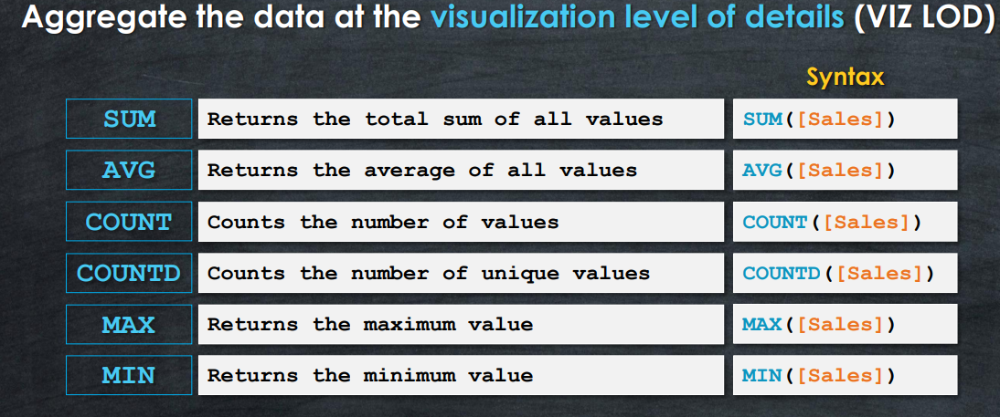 Aggregate the data at the visualization level of details (VIZ LOD)
Syntax
SUM Returns the total sum of all values SUM([Sales])
AVG Returns the average of all values AVG([Sales])
COUNT Counts the number of values COUNT([Sales])
COUNTD Counts the number of unique values COUNTD([Sales])
MAX Returns the maximum value MAX([Sales])
MIN Returns the minimum value MIN([Sales])